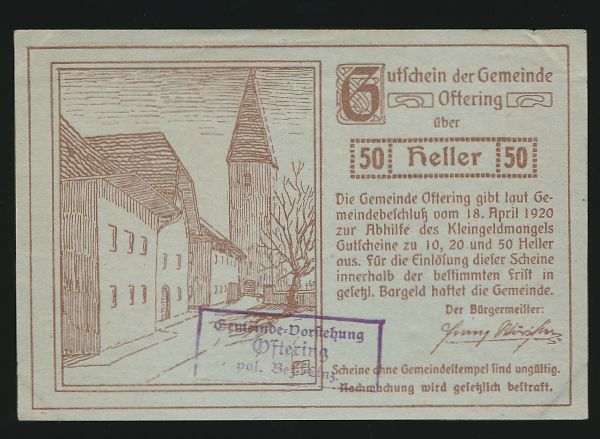 Gutschein der Gemeinde
Oftering
über
50 Heller 50
Die Gemeinde Oftering gibt laut Ge-
meindebeschluß vom 18. April 1920
zur Abhilfe des Kleingeldmangels
Gutscheine zu 10, 20 und 50 Heller
aus. Für die Einlösung dieser Scheine
innerhalb der bestimmten Frist in
gesetzl. Bargeld haftet die Gemeinde.
Der Bürgermeister:
Franz
Scheine ohne Gemeindestempel sind ungültig.
Nachmachung wird gesetzlich bestraft.
Gemeinde-Vorstehung
Oftering
pol. Bez. Linz.